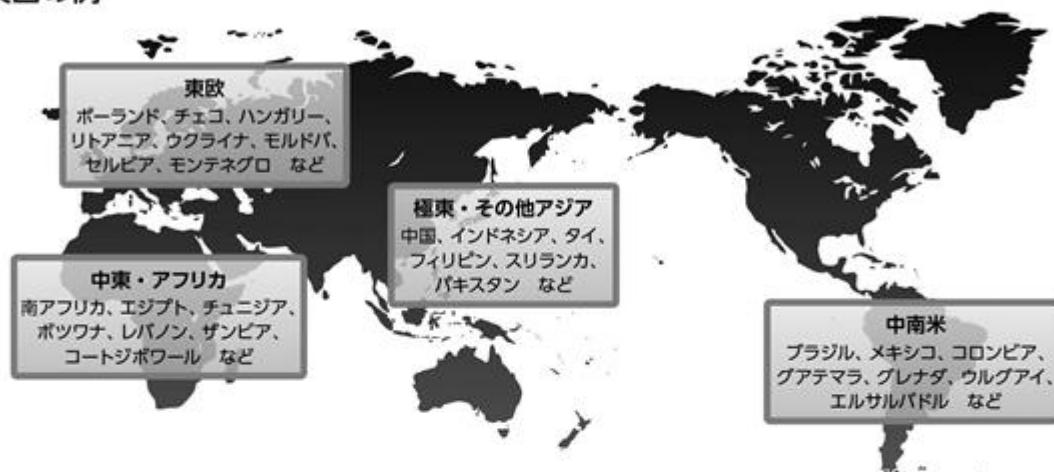 の例
東欧
ポーランド、チェコ、ハンガリー、
リトアニア、ウクライナ、モルドバ、
セルビア、モンテネグロ など
極東・その他アジア
中国、インドネシア、タイ、
フィリピン、スリランカ、
パキスタン など
中東・アフリカ
南アフリカ、エジプト、チュニジア、
ボツワナ、レバノン、ザンビア、
コートジボワール など
中南米
ブラジル、メキシコ、コロンビア、
グアテマラ、グレナダ、ウルグアイ、
エルサルバドル など